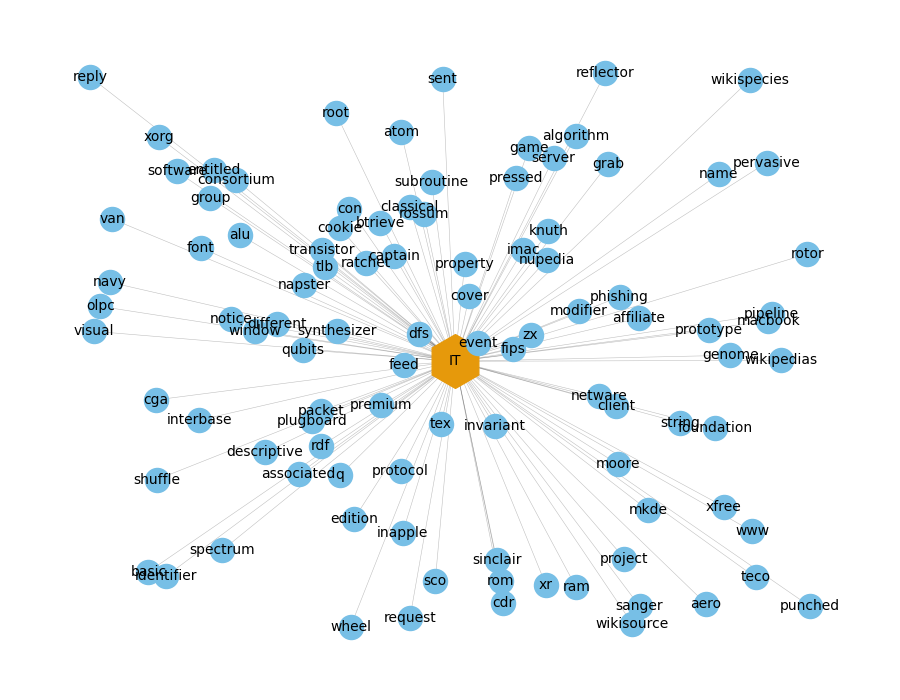 reply
sent
reflector
wikispecies
root
atom
xorg
algorithm
game
server
software
entitled
consortium
pressed
grab
name
pervasive
subroutine
group
con
classical
rossum
van
cookie
btrieve
knuth
alu
font
transistor
captain
imac
nupedia
rotor
tlb
ratchet
property
napster
navy
cover
phishing
olpc
modifier
affiliate
pipeline
macbook
notice
different
window
visual
synthesizer
dfs
zx
prototype
event
fips
qubits
IT
feed
genome
wikipedias
cga
netware
client
premium
packet
plugboard
interbase
tex
invariant
string
foundation
rdf
descriptive
moore
associated
q
protocol
shuffle
xfree
mkde
edition
inapple
www
spectrum
sinclair
project
basic
identifier
teco
sco
rom
xr
ram
cdr
sanger
aero
punched
wheel
request
wikisource